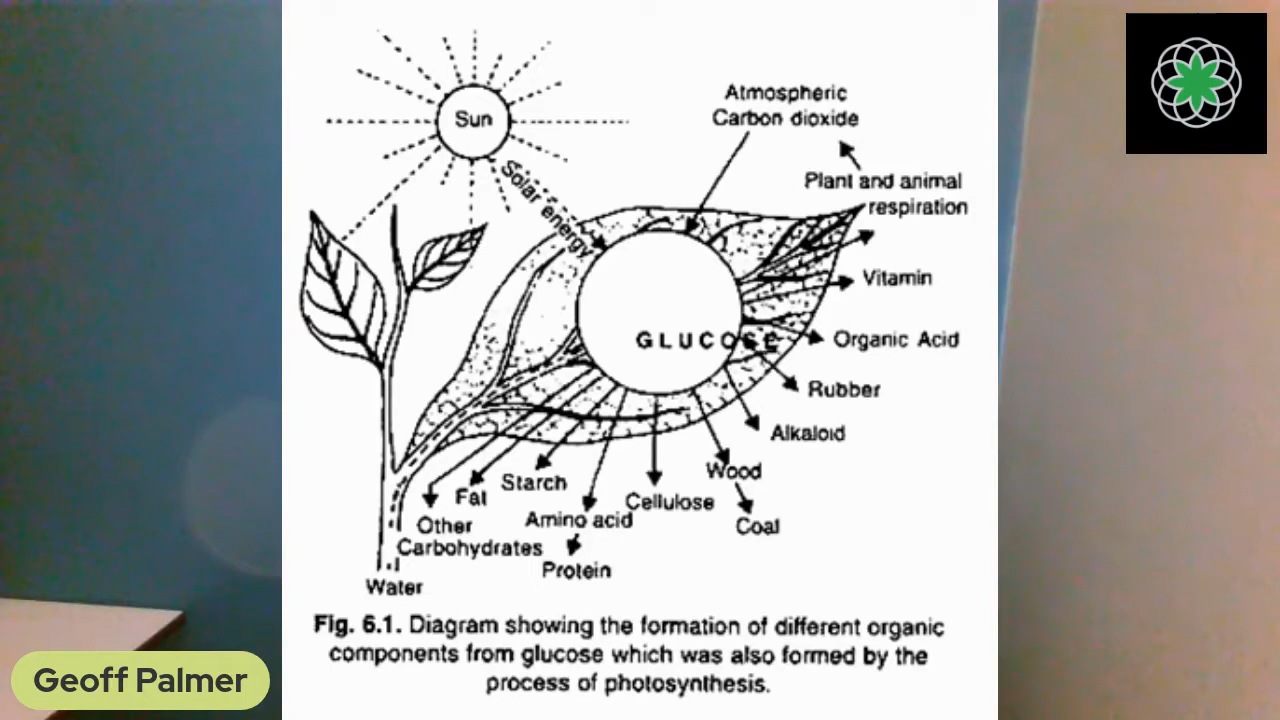 Sun
Solar energy
Atmospheric
Carbon dioxide
Plant and animal
respiration
Vitamin
Organic Acid
GLUCOSE
Rubber
Alkaloid
Wood
Coal
Cellulose
Starch
Amino acid
Protein
Fat
Other
Carbohydrates
Water
Fig. 6.1. Diagram showing the formation of different organic
components from glucose which was also formed by the
process of photosynthesis.
Geoff Palmer